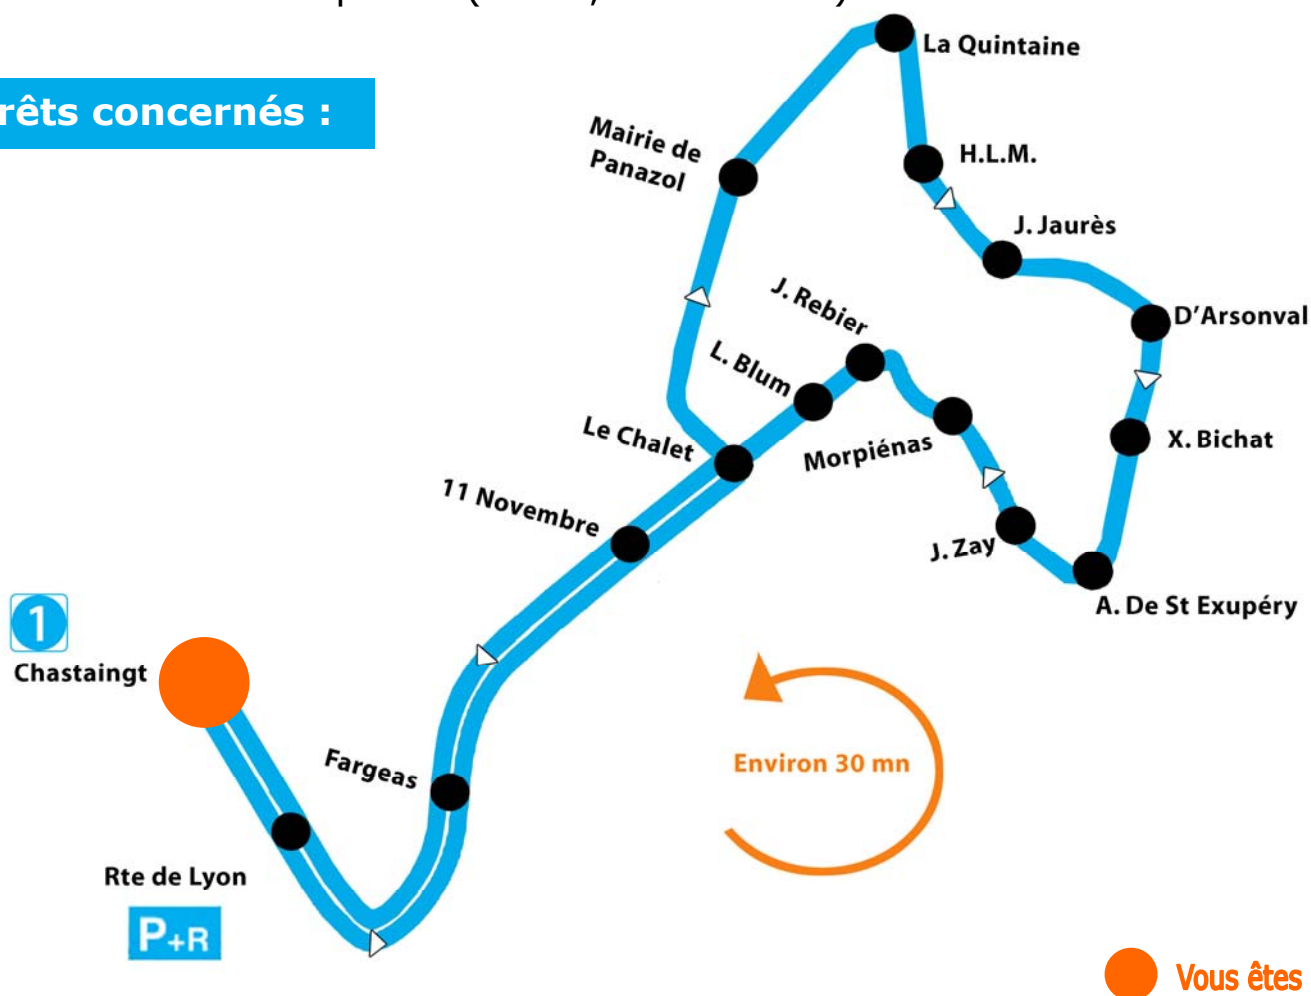 rêts concernés :
La Quintaine
Mairie de
Panazol
H.L.M.
J. Jaurès
J. Rebier
D'Arsonval
L. Blum
Le Chalet
Morpiénas
X. Bichat
11 Novembre
J. Zay
A. De St Exupéry
1
Chastaingt
Fargeas
Environ 30 mn
Rte de Lyon
P+R
Vous êtes